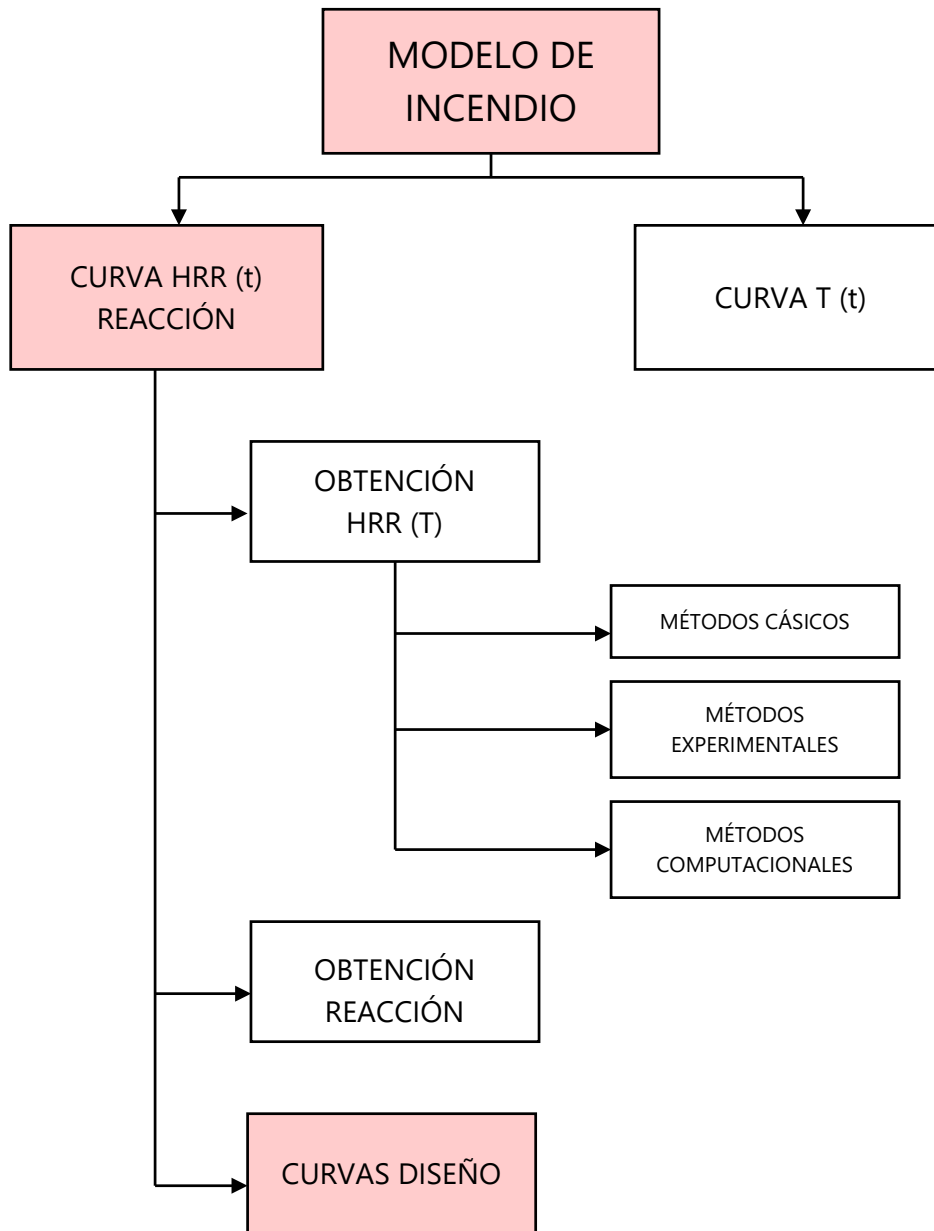 MODELO DE
INCENDIO
CURVA HRR (t)
REACCIÓN
CURVA T (t)
OBTENCIÓN
HRR (T)
MÉTODOS CÁSICOS
MÉTODOS
EXPERIMENTALES
MÉTODOS
COMPUTACIONALES
OBTENCIÓN
REACCIÓN
CURVAS DISEÑO